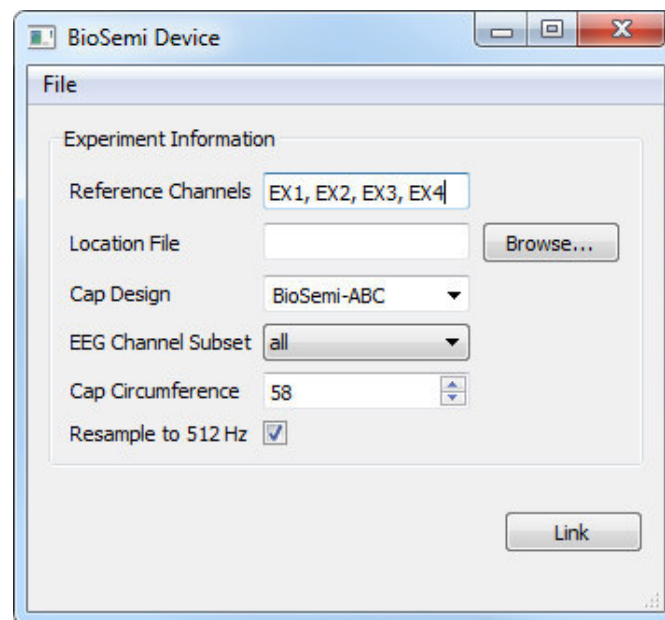 BioSemi Device
File
Experiment Information
Reference Channels EX1, EX2, EX3, EX4
Location File Browse...
Cap Design BioSemi-ABC
EEG Channel Subset all
Cap Circumference 58
Resample to 512 Hz
Link